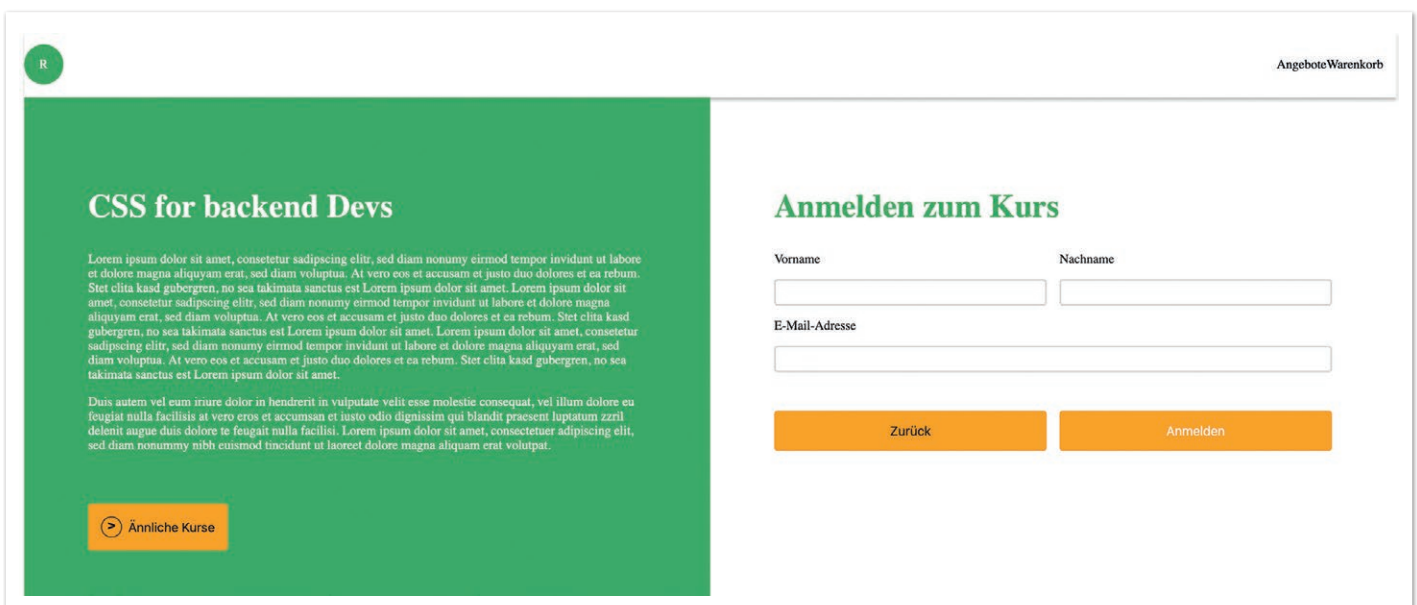 R
AngeboteWarenkorb
CSS for backend Devs
Lorem ipsum dolor sit amet, consetetur sadipscing elitr, sed diam nonumy eirmod tempor invidunt ut labore
et dolore magna aliquyam erat, sed diam voluptua. At vero eos et accusam et justo duo dolores et ea rebum.
Stet clita kasd gubergren, no sea takimata sanctus est Lorem ipsum dolor sit amet. Lorem ipsum dolor sit
amet, consetetur sadipscing elitr, sed diam nonumy eirmod tempor invidunt ut labore et dolore magna
aliquyam erat, sed diam voluptua. At vero eos et accusam et justo duo dolores et ea rebum. Stet clita kasd
gubergren, no sea takimata sanctus est Lorem ipsum dolor sit amet. Lorem ipsum dolor sit amet, consetetur
sadipscing elitr, sed diam nonumy eirmod tempor invidunt ut labore et dolore magna aliquyam erat, sed
diam voluptua. At vero eos et accusam et justo duo dolores et ea rebum. Stet clita kasd gubergren, no sea
takimata sanctus est Lorem ipsum dolor sit amet.
Duis autem vel eum iriure dolor in hendrerit in vulputate velit esse molestie consequat, vel illum dolore eu
feugiat nulla facilisis at vero eros et accumsan et iusto odio dignissim qui blandit praesent luptatum zzril
delenit augue duis dolore te feugait nulla facilisi. Lorem ipsum dolor sit amet, consectetuer adipiscing elit,
sed diam nonummy nibh euismod tincidunt ut laoreet dolore magna aliquam erat volutpat.
> Ännliche Kurse
Anmelden zum Kurs
Vorname Nachname
E-Mail-Adresse
Zurück Anmelden